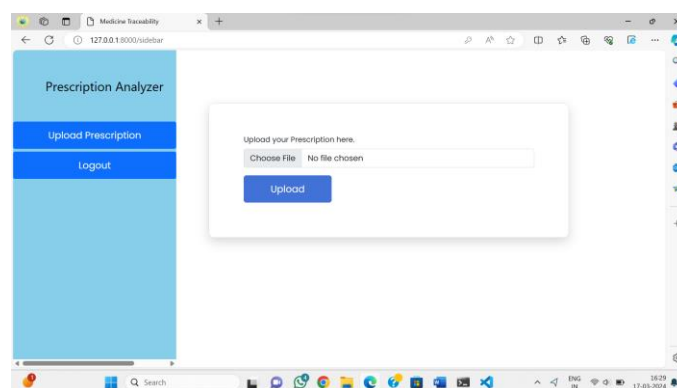 Medicine Traceability
127.0.0.1:8000/sidebar
Prescription Analyzer
Upload Prescription
Logout
Upload your Prescription here.
Choose File No file chosen
Upload
Search
ENG
IN
16:29
17-03-2024